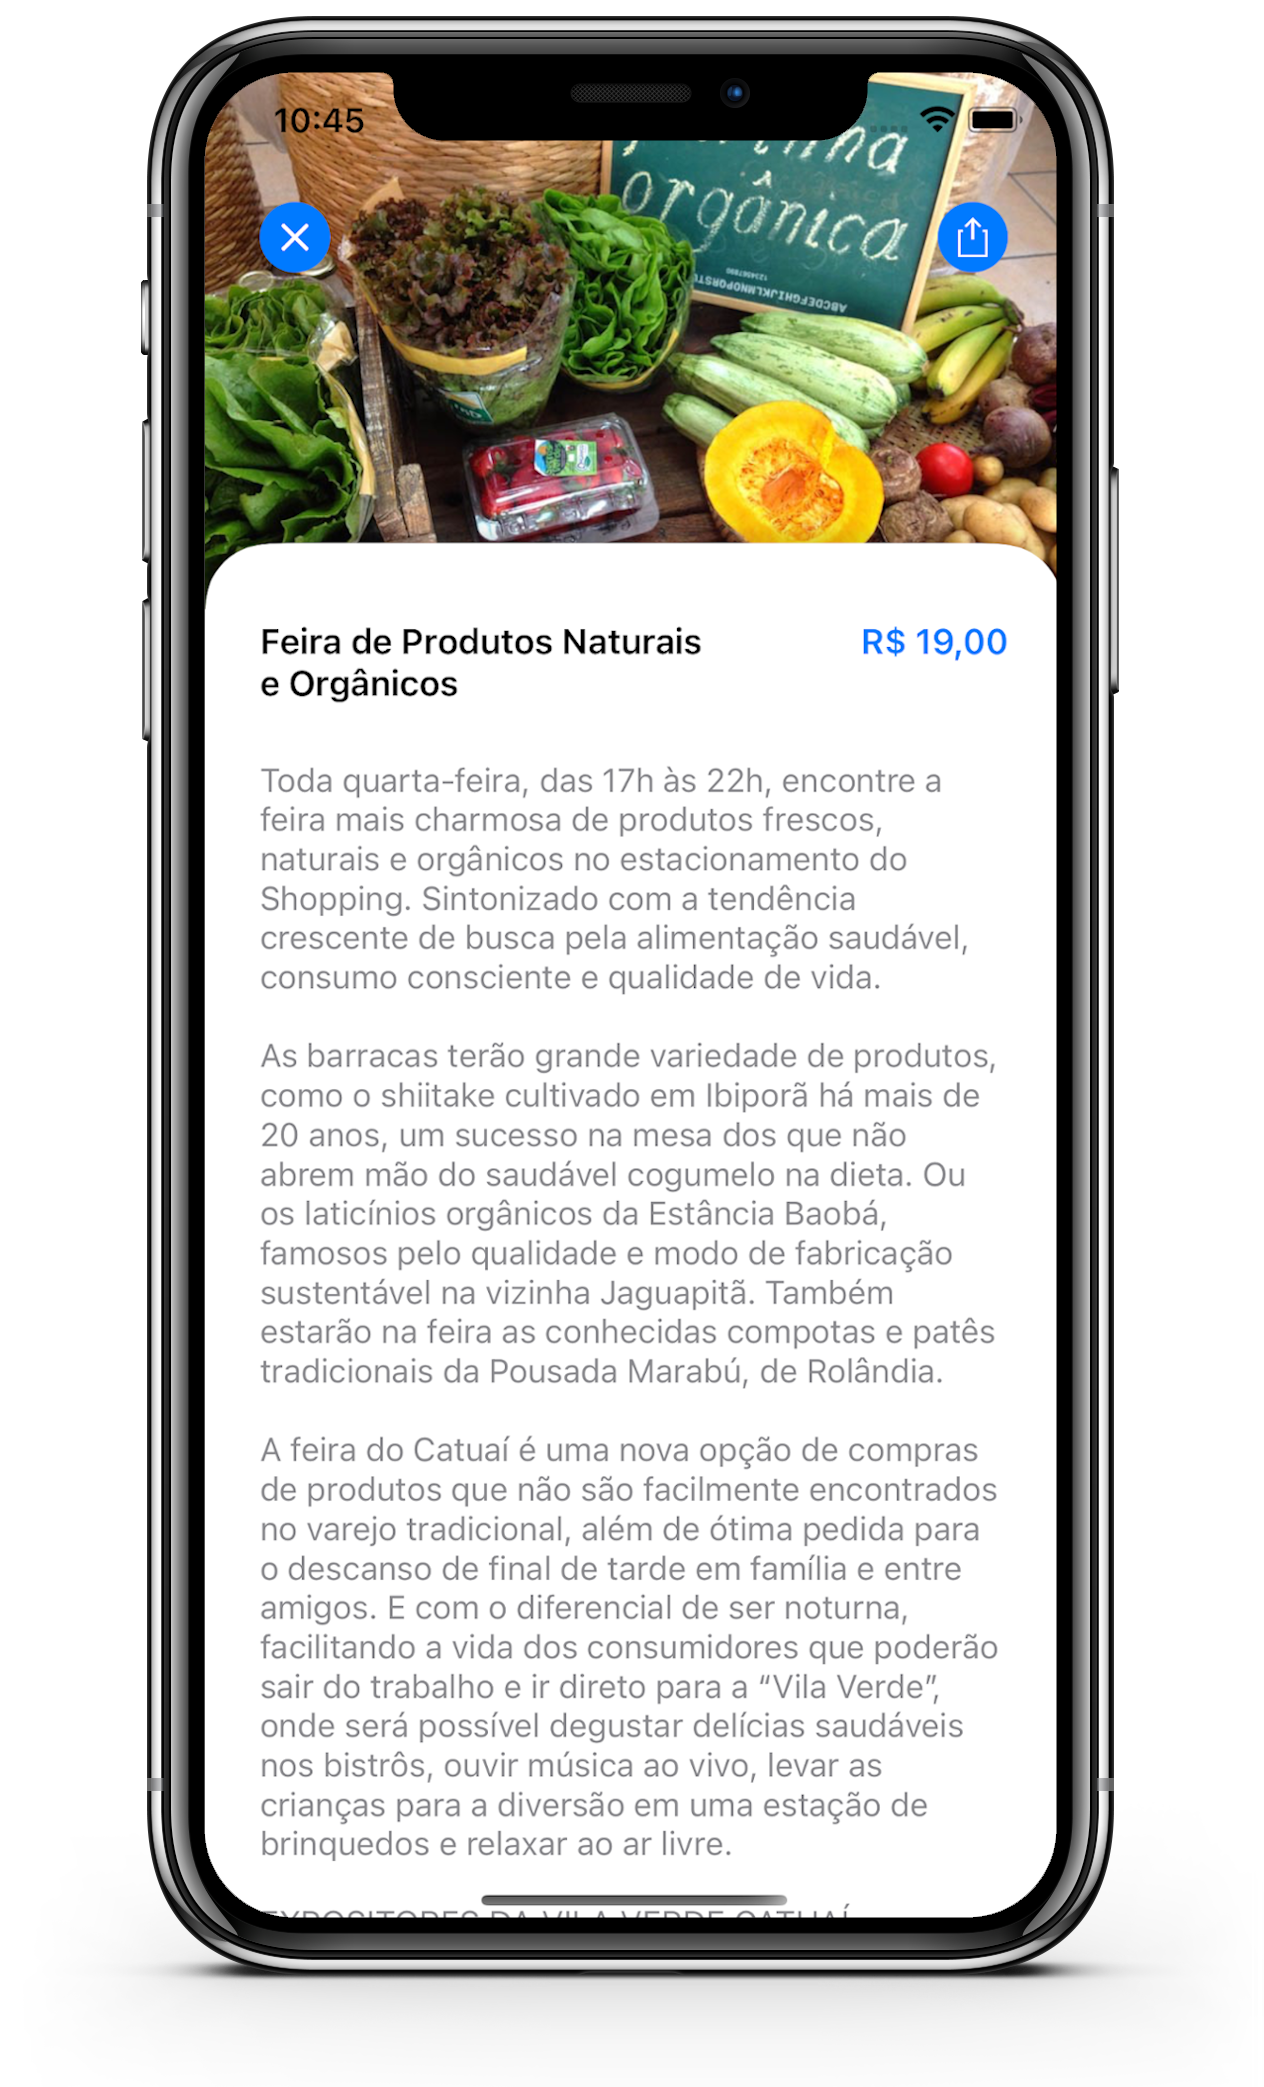 10:45
orgânica
ABCDEFGHIJKLMNOPQRSTU
1234567890
Feira de Produtos Naturais
e Orgânicos
R$ 19,00
Toda quarta-feira, das 17h às 22h, encontre a
feira mais charmosa de produtos frescos,
naturais e orgânicos no estacionamento do
Shopping. Sintonizado com a tendência
crescente de busca pela alimentação saudável,
consumo consciente e qualidade de vida.
As barracas terão grande variedade de produtos,
como o shiitake cultivado em Ibiporã há mais de
20 anos, um sucesso na mesa dos que não
abrem mão do saudável cogumelo na dieta. Ou
os laticínios orgânicos da Estância Baobá,
famosos pelo qualidade e modo de fabricação
sustentável na vizinha Jaguapitã. Também
estarão na feira as conhecidas compotas e patês
tradicionais da Pousada Marabú, de Rolândia.
A feira do Catuaí é uma nova opção de compras
de produtos que não são facilmente encontrados
no varejo tradicional, além de ótima pedida para
o descanso de final de tarde em família e entre
amigos. E com o diferencial de ser noturna,
facilitando a vida dos consumidores que poderão
sair do trabalho e ir direto para a “Vila Verde”,
onde será possível degustar delícias saudáveis
nos bistrôs, ouvir música ao vivo, levar as
crianças para a diversão em uma estação de
brinquedos e relaxar ao ar livre.
EXPOSITORES DA VILA VERDE CATUAÍ